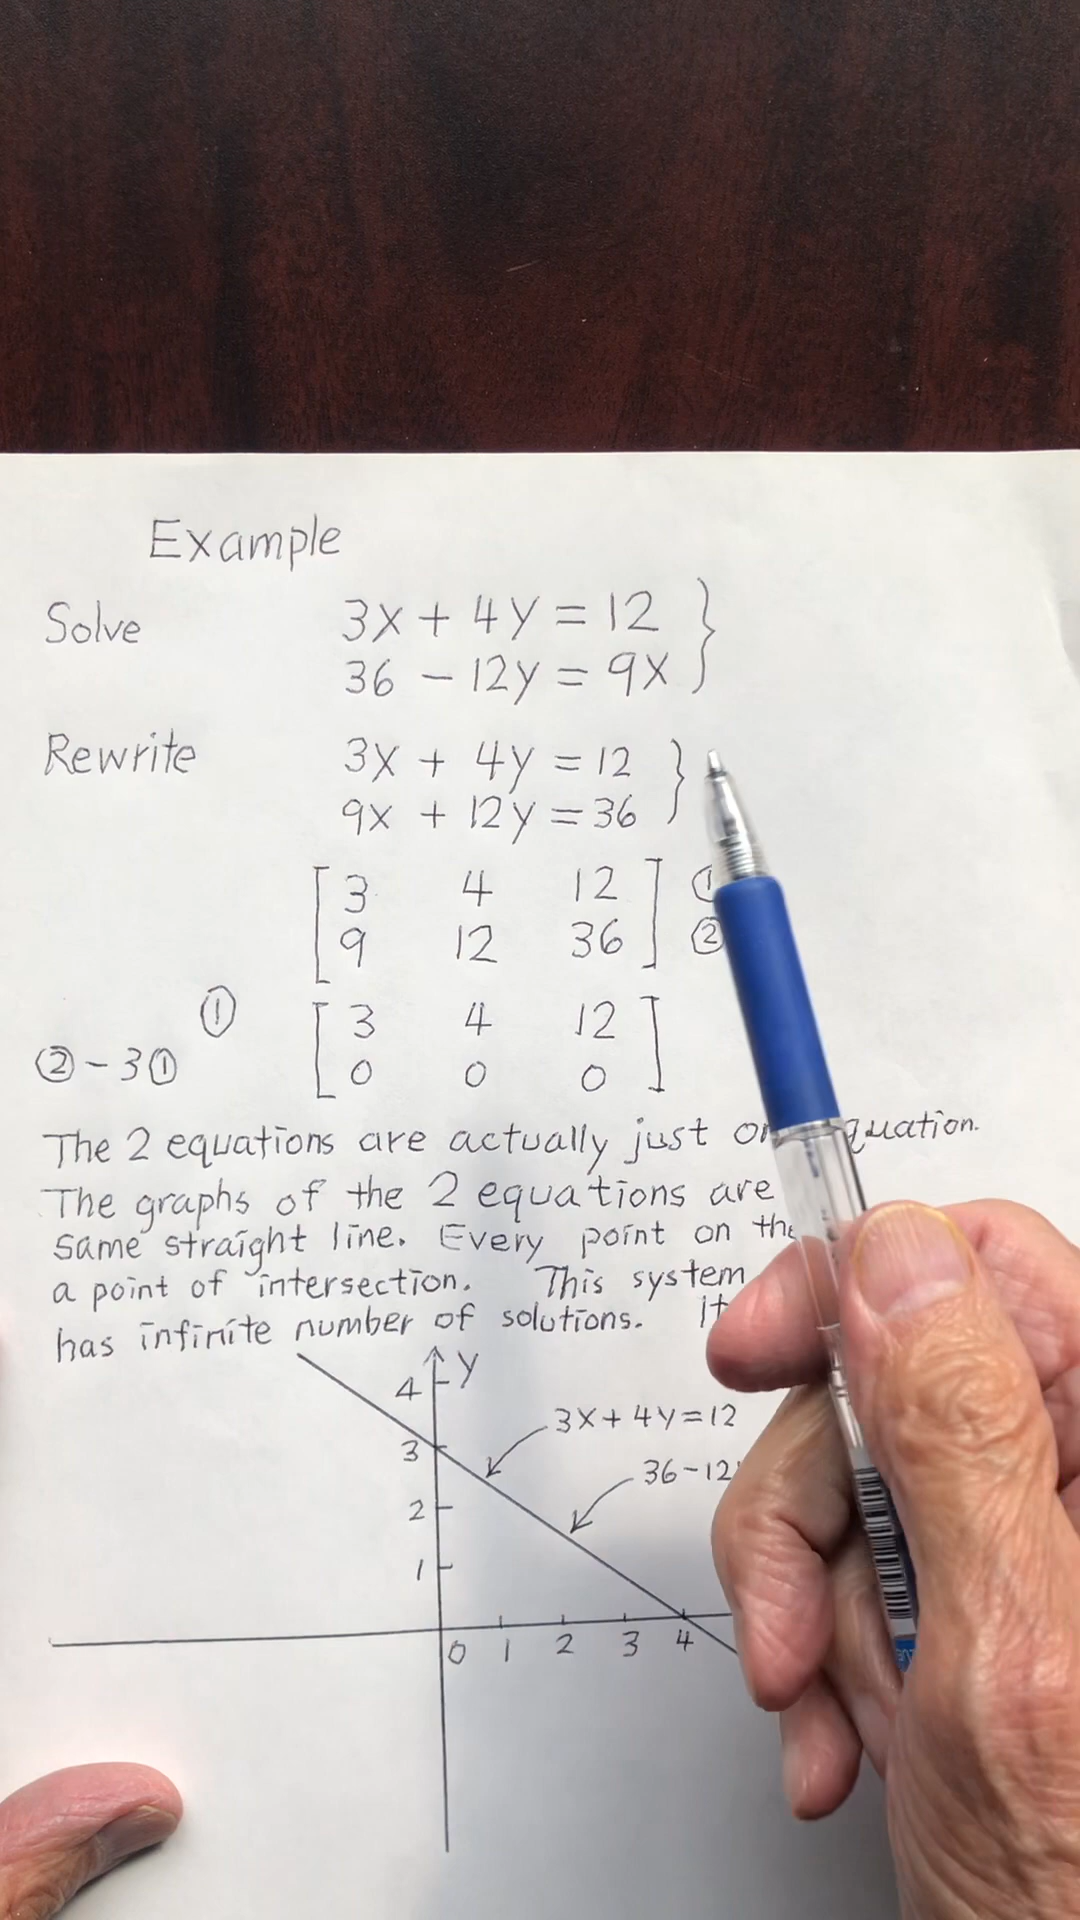 Example
Solve 3x + 4y = 12
36 - 12y = 9x
Rewrite 3x + 4y = 12
9x + 12y = 36
3 4 12 ①
9 12 36 ②
① 3 4 12
②-3① 0 0 0
The 2 equations are actually just
The graphs of the 2 equations are
same straight line. Every point on
a point of intersection. This system
has infinite number of solutions. It
y
4
3x + 4y = 12
3
36-12
2
1
0 1 2 3 4